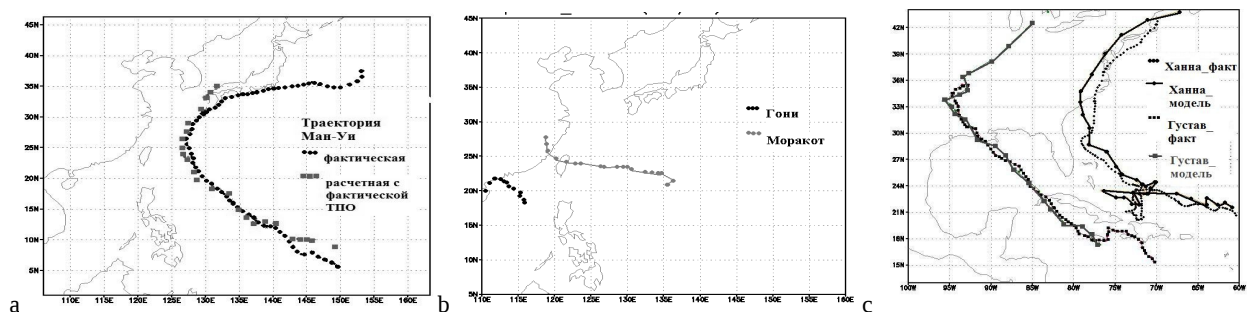 45N
40N
35N
30N
25N
20N
15N
10N
5N
110E 115E 120E 125E 130E 135E 140E 145E 150E 155E 160E
Траектория
Ман-Уи
фактическая
расчетная с
фактической
ТПО
a
45N
40N
35N
30N
25N
20N
15N
10N
5N
110E 115E 120E 125E 130E 135E 140E 145E 150E 155E 160E
Гони
Моракот
b
42N
39N
36N
33N
30N
27N
24N
21N
18N
15N
100W 95W 90W 85W 80W 75W 70W 65W 60W
Ханна_факт
Ханна_
модель
Густав_
факт
Густав_
модель
c